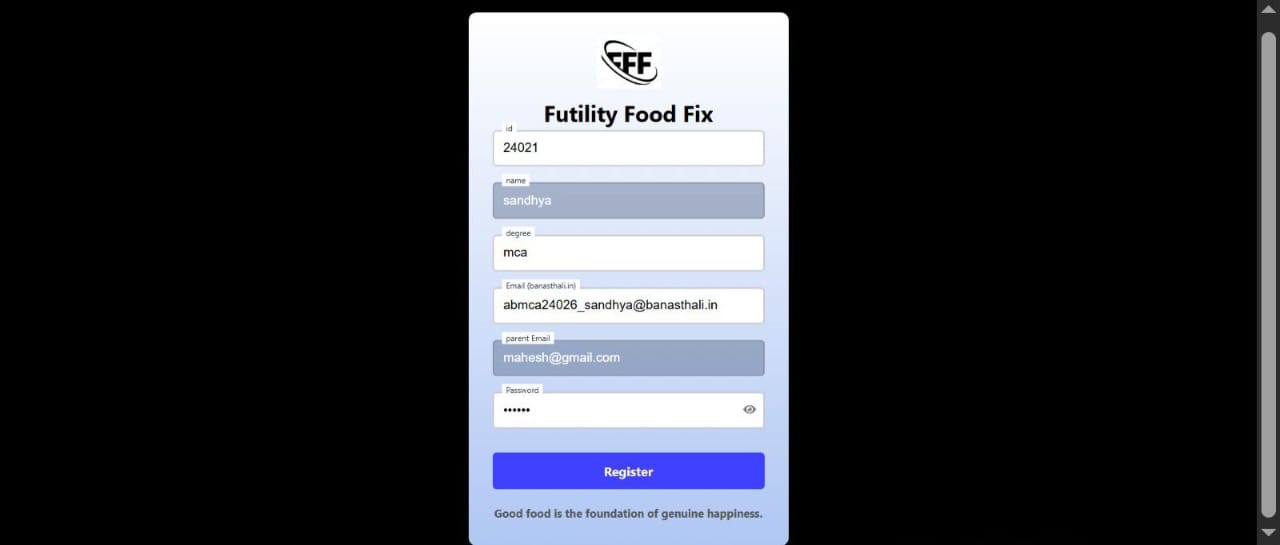 FFF
Futility Food Fix
id
24021
name
sandhya
degree
mca
Email (banasthali.in)
abmca24026_sandhya@banasthali.in
parent Email
mahesh@gmail.com
Password
••••••
Register
Good food is the foundation of genuine happiness.